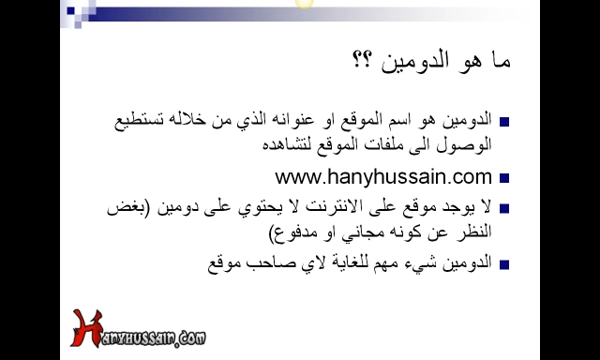 ما هو الدومين ؟؟
الدومين هو اسم الموقع او عنوانه الذي من خلاله تستطيع
الوصول الى ملفات الموقع لتشاهده
www.hanyhussain.com
لا يوجد موقع على الانترنت لا يحتوي على دومين (بغض
النظر عن كونه مجاني او مدفوع)
الدومين شيء مهم للغاية لاي صاحب موقع
Hanyhussain.com